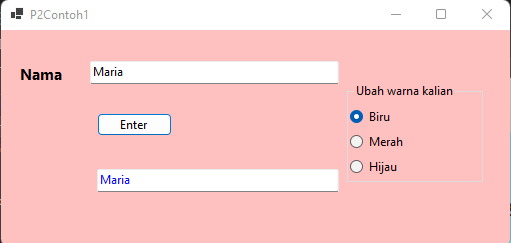 P2Contoh1
Nama
Maria
Ubah warna kalian
Enter
Biru
Merah
Hijau
Maria